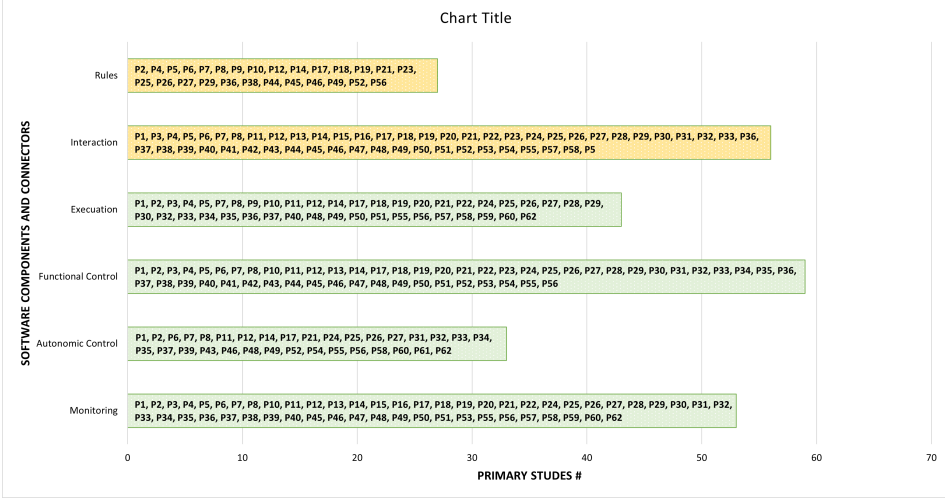 Chart Title
SOFTWARE COMPONENTS AND CONNECTORS
Rules
P2, P4, P5, P6, P7, P8, P9, P10, P12, P14, P17, P18, P19, P21, P23,
P25, P26, P27, P29, P36, P38, P44, P45, P46, P49, P52, P56
Interaction
P1, P3, P4, P5, P6, P7, P8, P11, P12, P13, P14, P15, P16, P17, P18, P19, P20, P21, P22, P23, P24, P25, P26, P27, P28, P29, P30, P31, P32, P33, P36,
P37, P38, P39, P40, P41, P42, P43, P44, P45, P46, P47, P48, P49, P50, P51, P52, P53, P54, P55, P57, P58, P5
Execuation
P1, P2, P3, P4, P5, P7, P8, P9, P10, P11, P12, P14, P17, P18, P19, P20, P21, P22, P24, P25, P26, P27, P28, P29,
P30, P32, P33, P34, P35, P36, P37, P40, P48, P49, P50, P51, P55, P56, P57, P58, P59, P60, P62
Functional Control
P1, P2, P3, P4, P5, P6, P7, P8, P10, P11, P12, P13, P14, P17, P18, P19, P20, P21, P22, P23, P24, P25, P26, P27, P28, P29, P30, P31, P32, P33, P34, P35, P36,
P37, P38, P39, P40, P41, P42, P43, P44, P45, P46, P47, P48, P49, P50, P51, P52, P53, P54, P55, P56
Autonomic Control
P1, P2, P6, P7, P8, P11, P12, P14, P17, P21, P24, P25, P26, P27, P31, P32, P33, P34,
P35, P37, P39, P43, P46, P48, P49, P52, P54, P55, P56, P58, P60, P61, P62
Monitoring
P1, P2, P3, P4, P5, P6, P7, P8, P10, P11, P12, P13, P14, P15, P16, P17, P18, P19, P20, P21, P22, P24, P25, P26, P27, P28, P29, P30, P31, P32,
P33, P34, P35, P36, P37, P38, P39, P40, P45, P46, P47, P48, P49, P50, P51, P53, P55, P56, P57, P58, P59, P60, P62
0 10 20 30 40 50 60 70
PRIMARY STUDES #